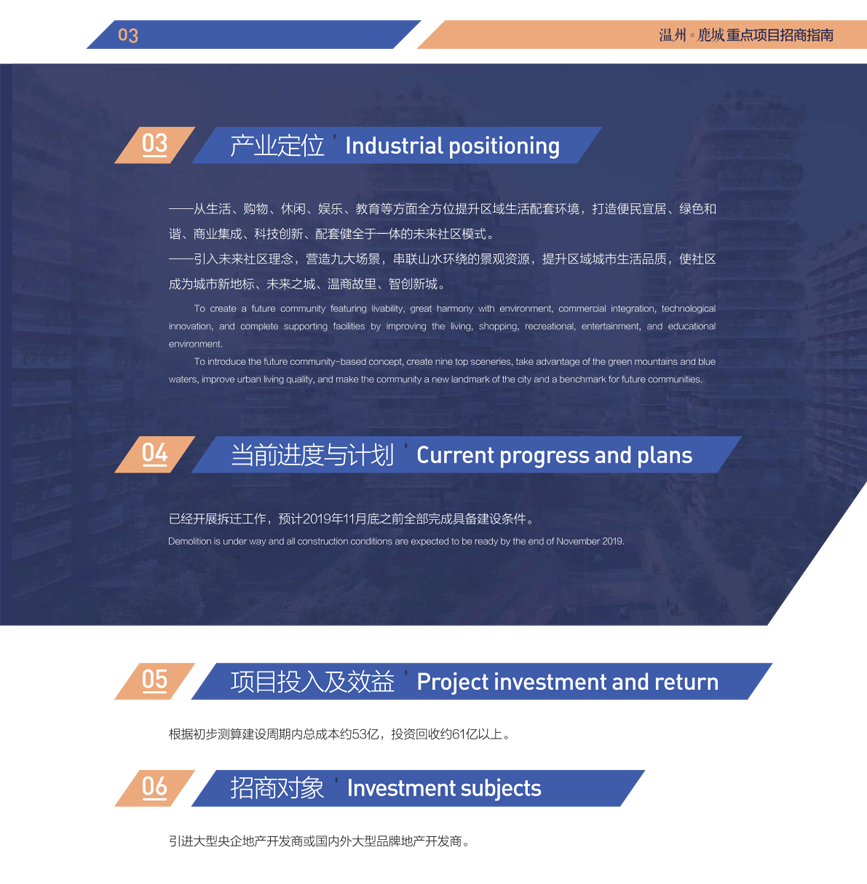 03
温州 · 鹿城重点项目招商指南
03 产业定位 ' Industrial positioning
——从生活、购物、休闲、娱乐、教育等方面全方位提升区域生活配套环境，打造便民宜居、绿色和
谐、商业集成、科技创新、配套健全于一体的未来社区模式。
——引入未来社区理念，营造九大场景，串联山水环绕的景观资源，提升区域城市生活品质，使社区
成为城市新地标、未来之城、温商故里、智创新城。
To create a future community featuring livability, great harmony with environment, commercial integration, technological
innovation, and complete supporting facilities by improving the living, shopping, recreational, entertainment, and educational
environment.
To introduce the future community-based concept, create nine top sceneries, take advantage of the green mountains and blue
waters, improve urban living quality, and make the community a new landmark of the city and a benchmark for future communities.
04 当前进度与计划 ' Current progress and plans
已经开展拆迁工作，预计2019年11月底之前全部完成具备建设条件。
Demolition is under way and all construction conditions are expected to be ready by the end of November 2019.
05 项目投入及效益 ' Project investment and return
根据初步测算建设周期内总成本约53亿，投资回收约61亿以上。
06 招商对象 ' Investment subjects
引进大型央企地产开发商或国内外大型品牌地产开发商。